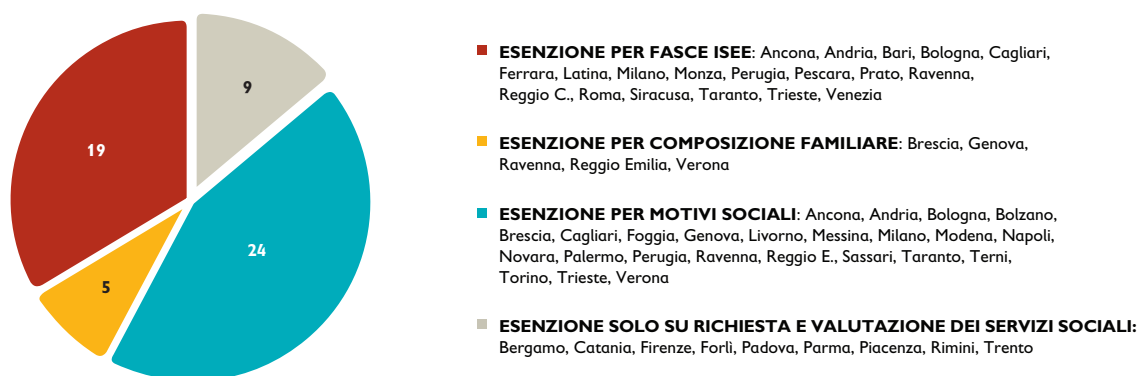 9
19
24
5
ESENZIONE PER FASCE ISEE: Ancona, Andria, Bari, Bologna, Cagliari,
Ferrara, Latina, Milano, Monza, Perugia, Pescara, Prato, Ravenna,
Reggio C., Roma, Siracusa, Taranto, Trieste, Venezia
ESENZIONE PER COMPOSIZIONE FAMILIARE: Brescia, Genova,
Ravenna, Reggio Emilia, Verona
ESENZIONE PER MOTIVI SOCIALI: Ancona, Andria, Bologna, Bolzano,
Brescia, Cagliari, Foggia, Genova, Livorno, Messina, Milano, Modena, Napoli,
Novara, Palermo, Perugia, Ravenna, Reggio E., Sassari, Taranto, Terni,
Torino, Trieste, Verona
ESENZIONE SOLO SU RICHIESTA E VALUTAZIONE DEI SERVIZI SOCIALI:
Bergamo, Catania, Firenze, Forlì, Padova, Parma, Piacenza, Rimini, Trento